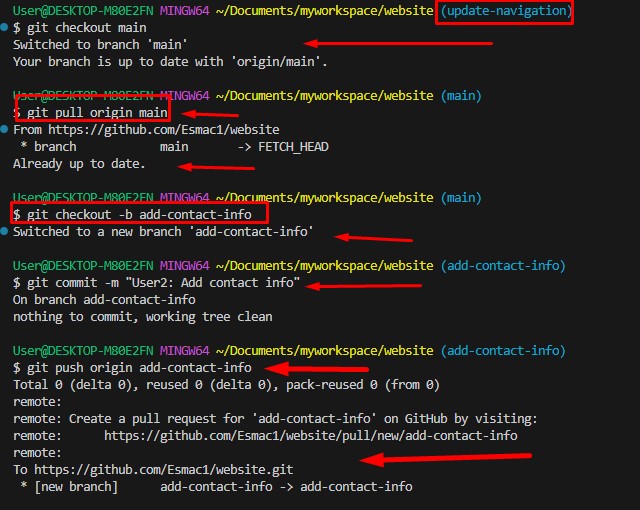 User@DESKTOP-M80E2FN MINGW64 ~/Documents/myworkspace/website (update-navigation)
$ git checkout main
Switched to branch 'main'
Your branch is up to date with 'origin/main'.
User@DESKTOP-M80E2FN MINGW64 ~/Documents/myworkspace/website (main)
$ git pull origin main
From https://github.com/Esmac1/website
 * branch            main       -> FETCH_HEAD
Already up to date.
User@DESKTOP-M80E2FN MINGW64 ~/Documents/myworkspace/website (main)
$ git checkout -b add-contact-info
Switched to a new branch 'add-contact-info'
User@DESKTOP-M80E2FN MINGW64 ~/Documents/myworkspace/website (add-contact-info)
$ git commit -m "User2: Add contact info"
On branch add-contact-info
nothing to commit, working tree clean
User@DESKTOP-M80E2FN MINGW64 ~/Documents/myworkspace/website (add-contact-info)
$ git push origin add-contact-info
Total 0 (delta 0), reused 0 (delta 0), pack-reused 0 (from 0)
remote:
remote: Create a pull request for 'add-contact-info' on GitHub by visiting:
remote:      https://github.com/Esmac1/website/pull/new/add-contact-info
remote:
To https://github.com/Esmac1/website.git
 * [new branch]      add-contact-info -> add-contact-info